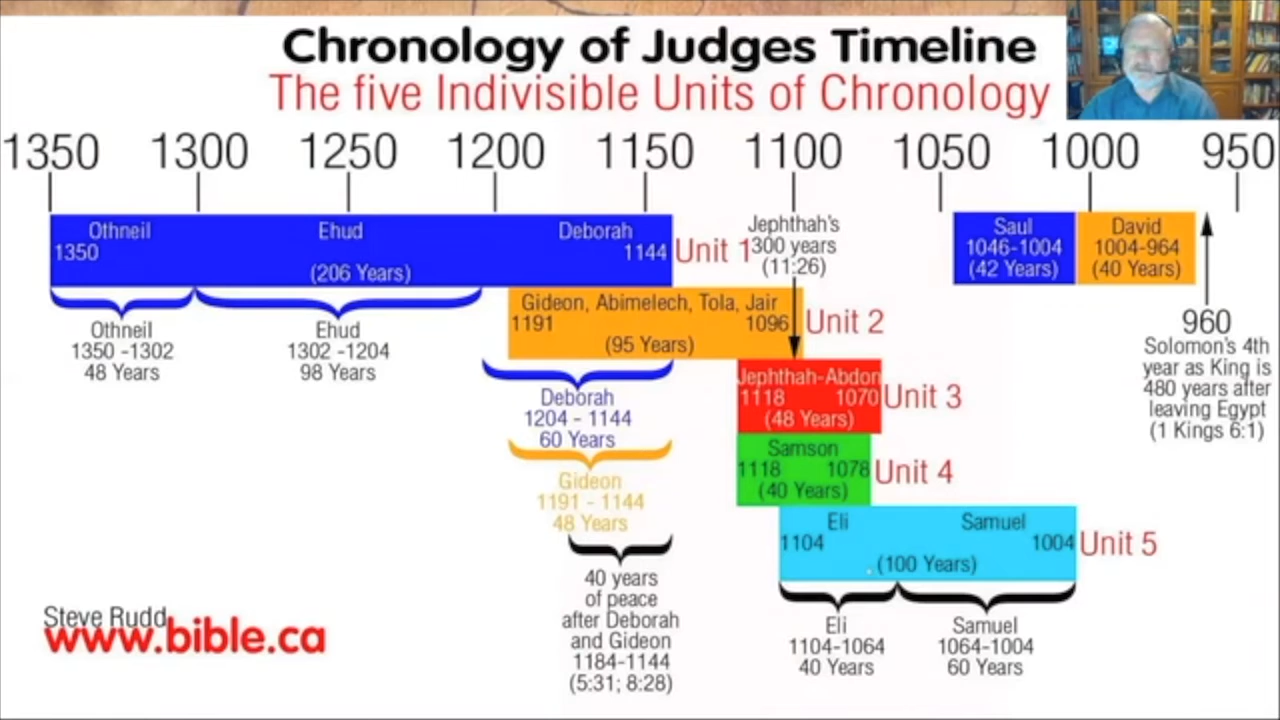 Chronology of Judges Timeline
The five Indivisible Units of Chronology
1350 1300 1250 1200 1150 1100 1050 1000 950
Othneil Ehud Deborah
1350 1144
(206 Years)
Unit 1
Jephthah's
300 years
(11:26)
Saul
1046-1004
(42 Years)
David
1004-964
(40 Years)
Othneil
1350 -1302
48 Years
Ehud
1302 -1204
98 Years
Gideon, Abimelech, Tola, Jair
1191 1096
(95 Years)
Unit 2
960
Solomon's 4th
year as King is
480 years after
leaving Egypt
(1 Kings 6:1)
Deborah
1204 - 1144
60 Years
Jephthah-Abdon
1118 1070
(48 Years)
Unit 3
Gideon
1191 - 1144
48 Years
Samson
1118 1078
(40 Years)
Unit 4
Eli Samuel
1104 1004
(100 Years)
Unit 5
40 years
of peace
after Deborah
and Gideon
1184-1144
(5:31; 8:28)
Eli
1104-1064
40 Years
Samuel
1064-1004
60 Years
Steve Rudd
www.bible.ca